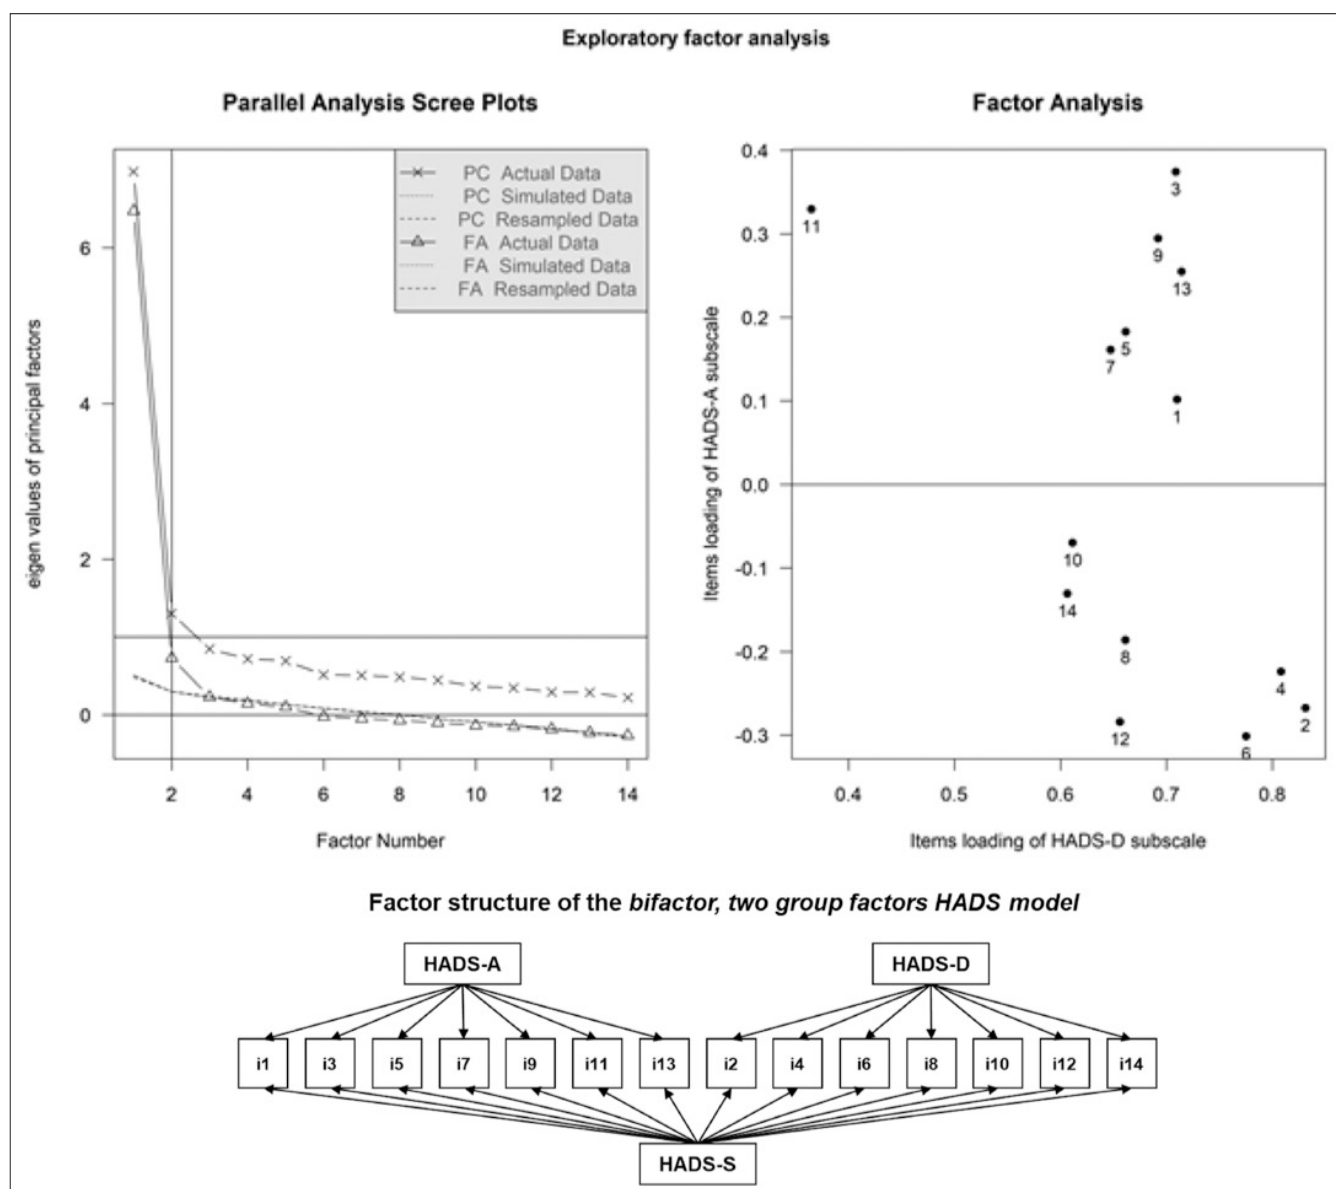 Exploratory factor analysis
Parallel Analysis Scree Plots
PC Actual Data
PC Simulated Data
PC Resampled Data
FA Actual Data
FA Simulated Data
FA Resampled Data
eigen values of principal factors
6
4
2
0
2
4
6
8
10
12
14
Factor Number
Factor Analysis
Items loading of HADS-A subscale
0.4
0.3
0.2
0.1
0.0
-0.1
-0.2
-0.3
3
11
9
13
5
7
1
10
14
8
4
2
12
6
0.4
0.5
0.6
0.7
0.8
Items loading of HADS-D subscale
Factor structure of the bifactor, two group factors HADS model
HADS-A
HADS-D
i1
i3
i5
i7
i9
i11
i13
i2
i4
i6
i8
i10
i12
i14
HADS-S